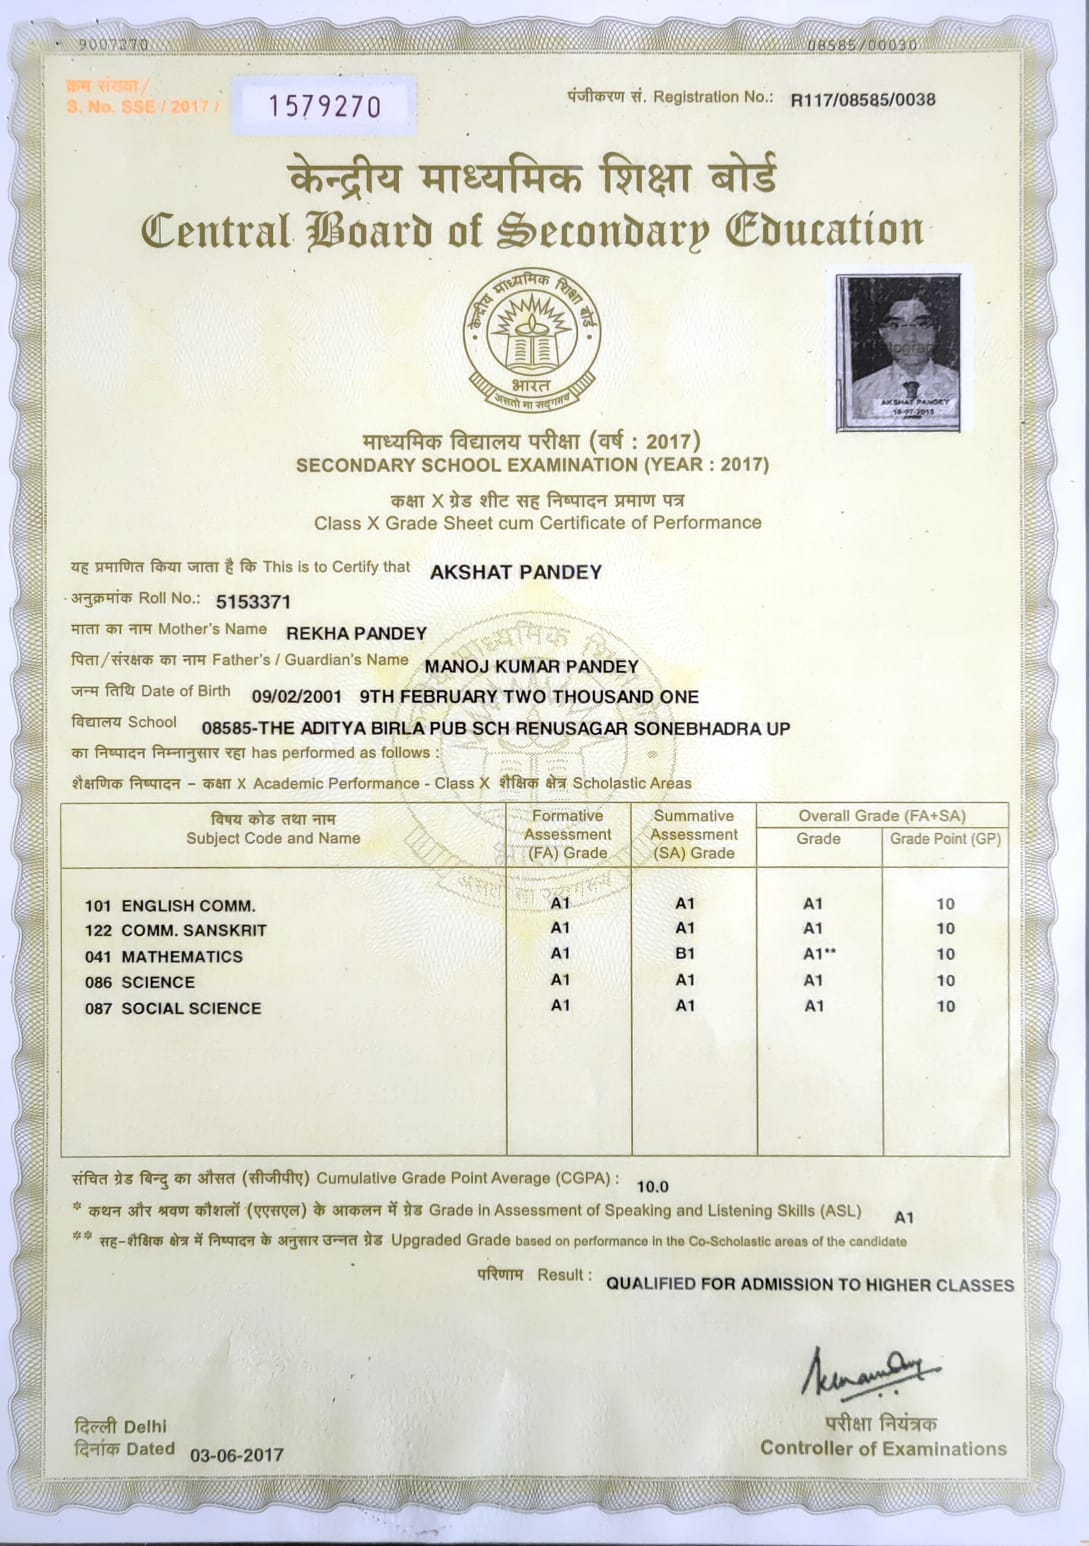 9007270 08585/00030
क्रम संख्या/
S. No. SSE / 2017 / 1579270
पंजीकरण सं. Registration No.: R117/08585/0038
केन्द्रीय माध्यमिक शिक्षा बोर्ड
Central Board of Secondary Education
केन्द्रीय माध्यमिक शिक्षा बोर्ड
भारत
असतो मा सद्गमय
AKSHAT PANDEY
माध्यमिक विद्यालय परीक्षा (वर्ष : 2017)
SECONDARY SCHOOL EXAMINATION (YEAR : 2017)
कक्षा X ग्रेड शीट सह निष्पादन प्रमाण पत्र
Class X Grade Sheet cum Certificate of Performance
यह प्रमाणित किया जाता है कि This is to Certify that AKSHAT PANDEY
अनुक्रमांक Roll No.: 5153371
माता का नाम Mother's Name REKHA PANDEY
पिता/संरक्षक का नाम Father's / Guardian's Name MANOJ KUMAR PANDEY
जन्म तिथि Date of Birth 09/02/2001 9TH FEBRUARY TWO THOUSAND ONE
विद्यालय School 08585-THE ADITYA BIRLA PUB SCH RENUSAGAR SONEBHADRA UP
का निष्पादन निम्नानुसार रहा has performed as follows :
शैक्षणिक निष्पादन – कक्षा X Academic Performance - Class X शैक्षिक क्षेत्र Scholastic Areas
विषय कोड तथा नाम
Subject Code and Name
Formative
Assessment
(FA) Grade
Summative
Assessment
(SA) Grade
Overall Grade (FA+SA)
Grade Grade Point (GP)
101 ENGLISH COMM. A1 A1 A1 10
122 COMM. SANSKRIT A1 A1 A1 10
041 MATHEMATICS A1 B1 A1** 10
086 SCIENCE A1 A1 A1 10
087 SOCIAL SCIENCE A1 A1 A1 10
संचित ग्रेड बिन्दु का औसत (सीजीपीए) Cumulative Grade Point Average (CGPA) : 10.0
* कथन और श्रवण कौशलों (एएसएल) के आकलन में ग्रेड Grade in Assessment of Speaking and Listening Skills (ASL) A1
** सह-शैक्षिक क्षेत्र में निष्पादन के अनुसार उन्नत ग्रेड Upgraded Grade based on performance in the Co-Scholastic areas of the candidate
परिणाम Result : QUALIFIED FOR ADMISSION TO HIGHER CLASSES
दिल्ली Delhi
दिनांक Dated 03-06-2017
परीक्षा नियंत्रक
Controller of Examinations